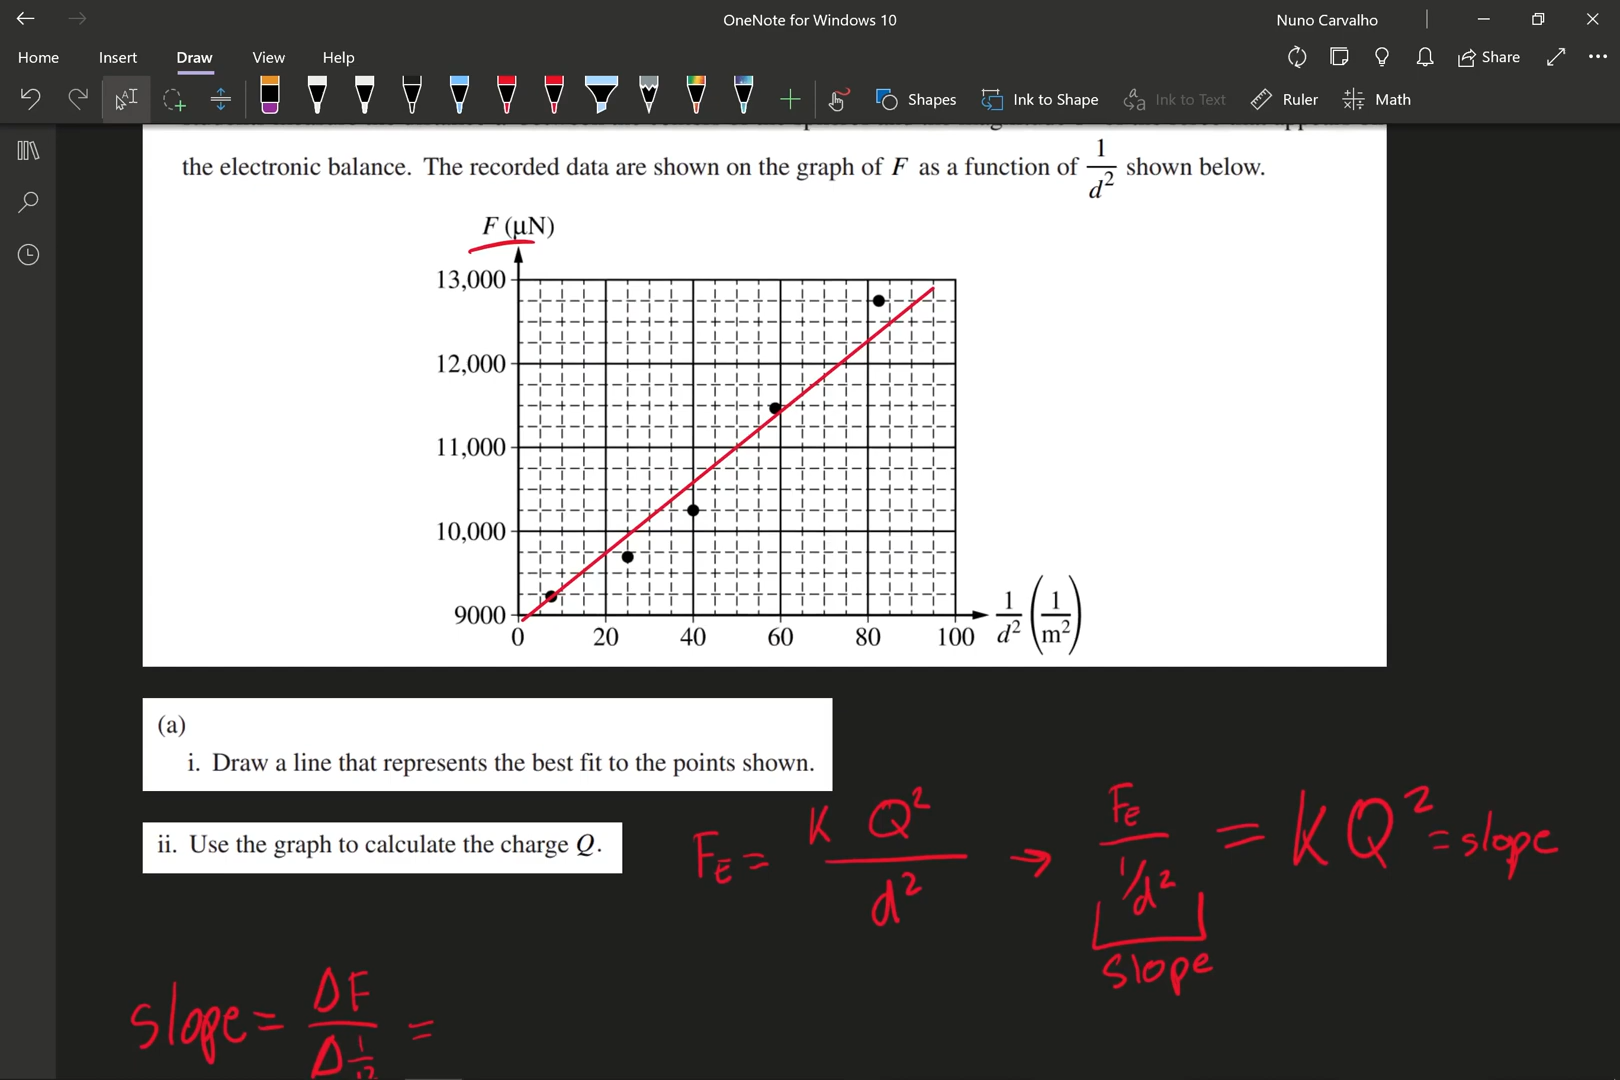 OneNote for Windows 10
Nuno Carvalho
Home Insert Draw View Help
Share
Shapes Ink to Shape Ink to Text Ruler Math
the electronic balance. The recorded data are shown on the graph of F as a function of 1/d² shown below.
F (μN)
13,000
12,000
11,000
10,000
9000
0 20 40 60 80 100
1/d² (1/m²)
(a)
i. Draw a line that represents the best fit to the points shown.
ii. Use the graph to calculate the charge Q.
F_E = K Q²/d² → F_E/(1/d²) = K Q² = slope
slope
slope = ΔF/Δ1/ =